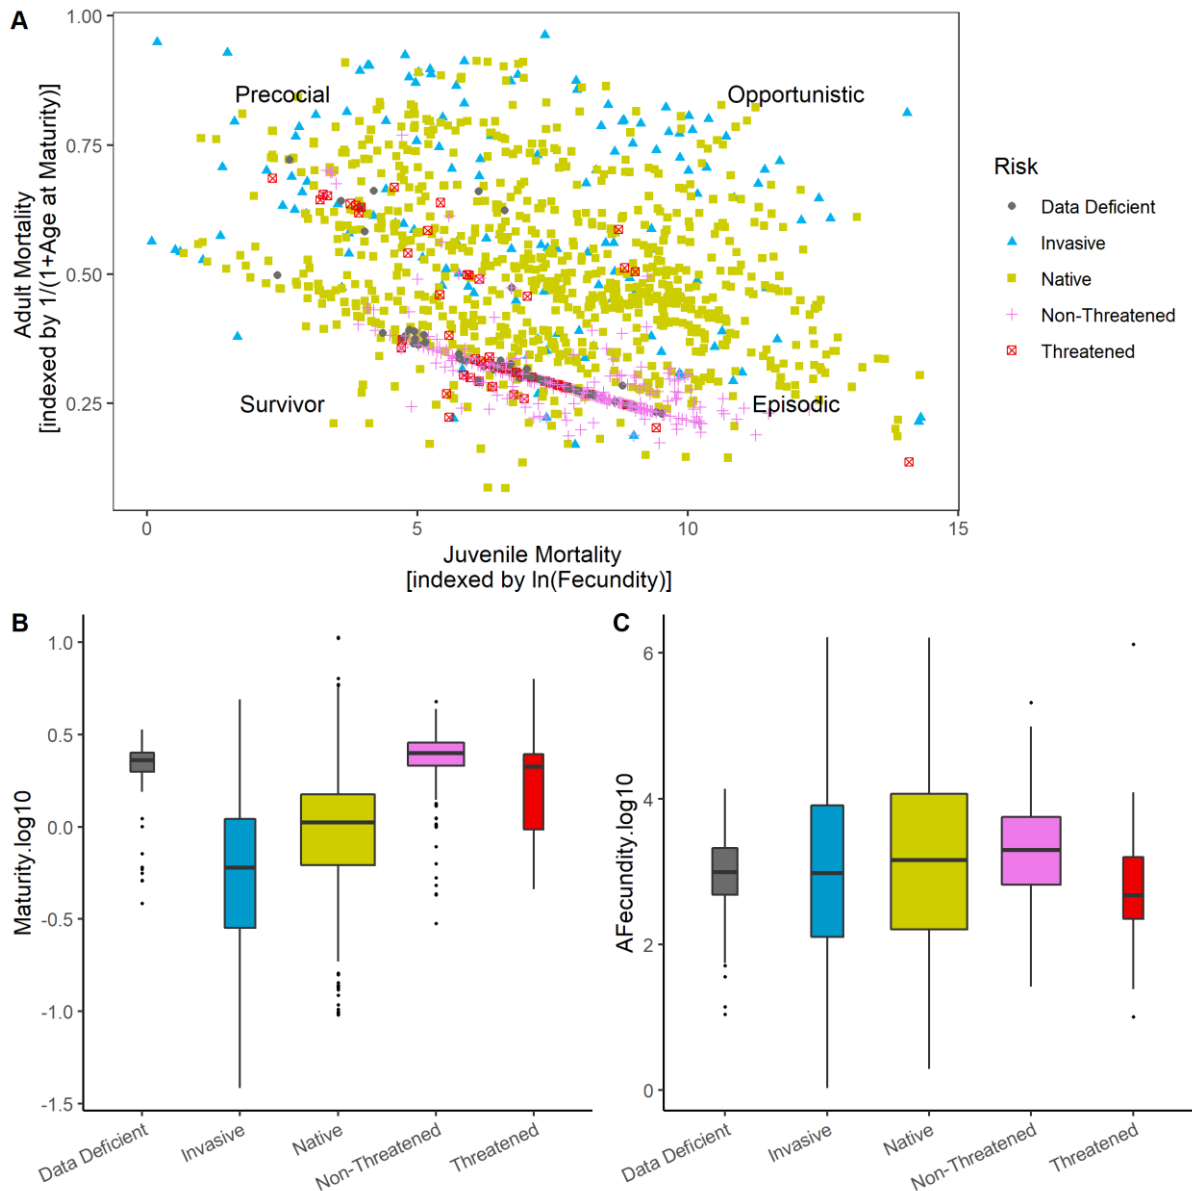 A
1.00
0.75
0.50
0.25
Adult Mortality
[indexed by 1/(1+Age at Maturity)]
Precocial
Opportunistic
Survivor
Episodic
0
5
10
15
Juvenile Mortality
[indexed by ln(Fecundity)]
Risk
Data Deficient
Invasive
Native
Non-Threatened
Threatened
B
1.0
0.5
0.0
-0.5
-1.0
-1.5
Maturity.log10
Data Deficient
Invasive
Native
Non-Threatened
Threatened
C
6
4
2
0
AFecundity.log10
Data Deficient
Invasive
Native
Non-Threatened
Threatened